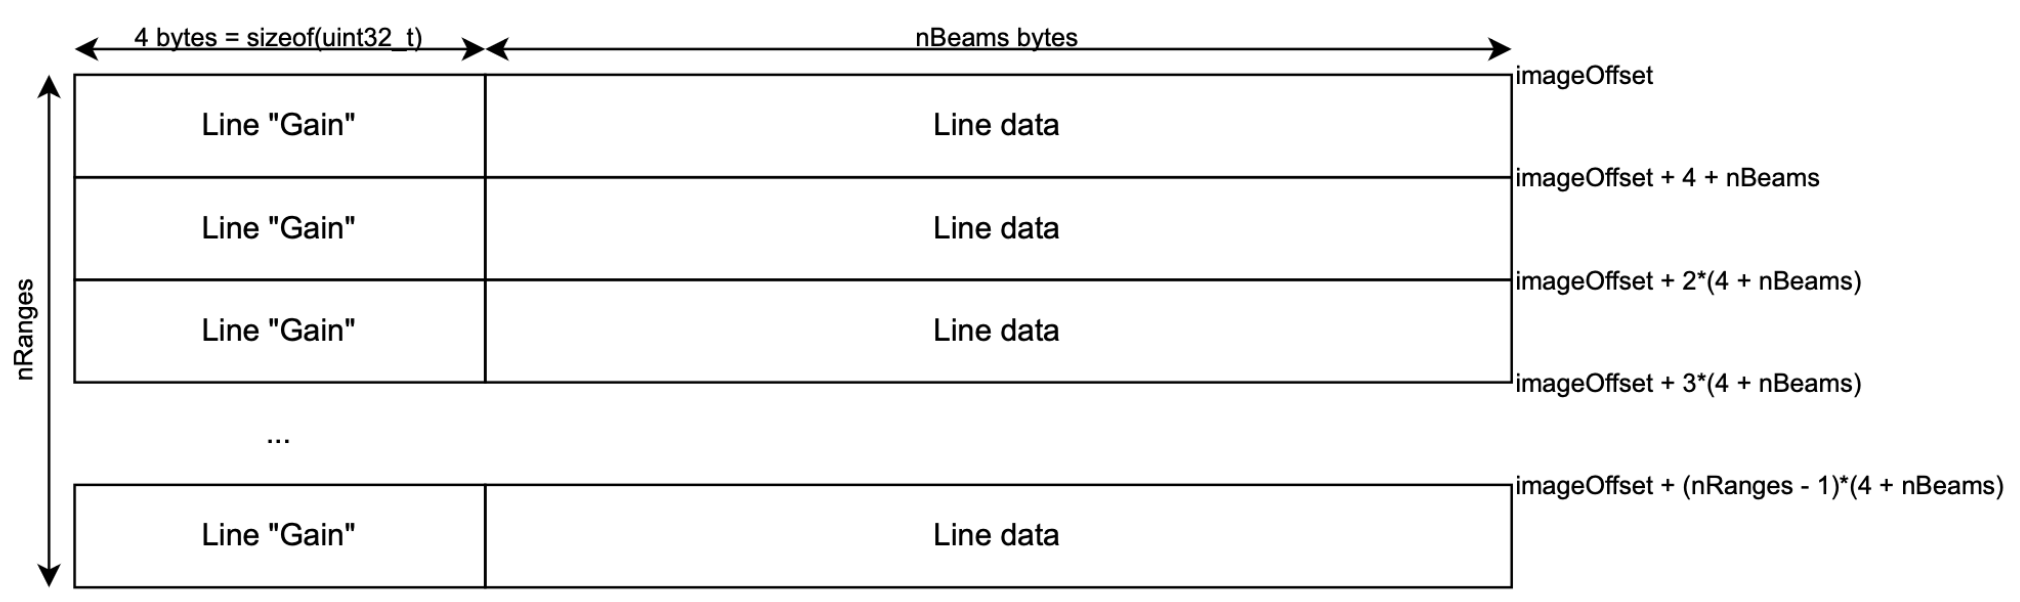 4 bytes = sizeof(uint32_t)
nBeams bytes
imageOffset
Line "Gain"
Line data
imageOffset + 4 + nBeams
Line "Gain"
Line data
imageOffset + 2*(4 + nBeams)
nRanges
Line "Gain"
Line data
imageOffset + 3*(4 + nBeams)
...
imageOffset + (nRanges - 1)*(4 + nBeams)
Line "Gain"
Line data